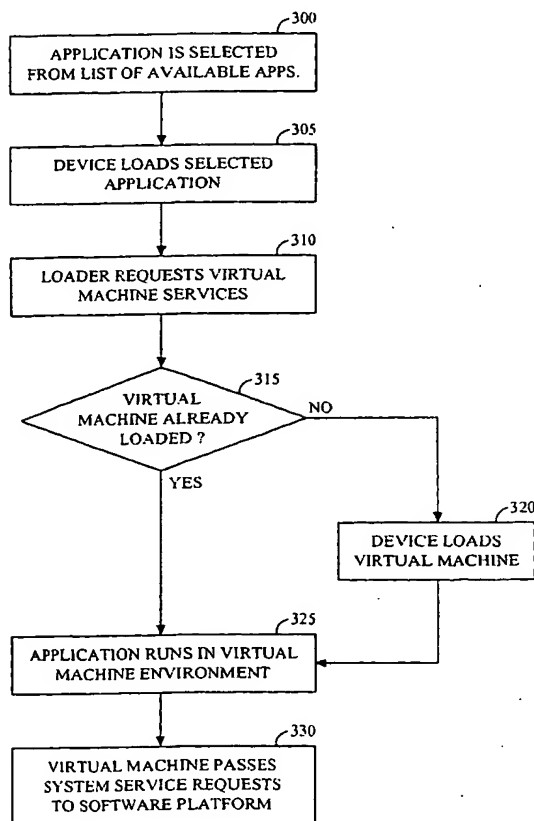 300
APPLICATION IS SELECTED
FROM LIST OF AVAILABLE APPS.
305
DEVICE LOADS SELECTED
APPLICATION
310
LOADER REQUESTS VIRTUAL
MACHINE SERVICES
315
VIRTUAL
MACHINE ALREADY
LOADED ?
NO
YES
320
DEVICE LOADS
VIRTUAL MACHINE
325
APPLICATION RUNS IN VIRTUAL
MACHINE ENVIRONMENT
330
VIRTUAL MACHINE PASSES
SYSTEM SERVICE REQUESTS
TO SOFTWARE PLATFORM